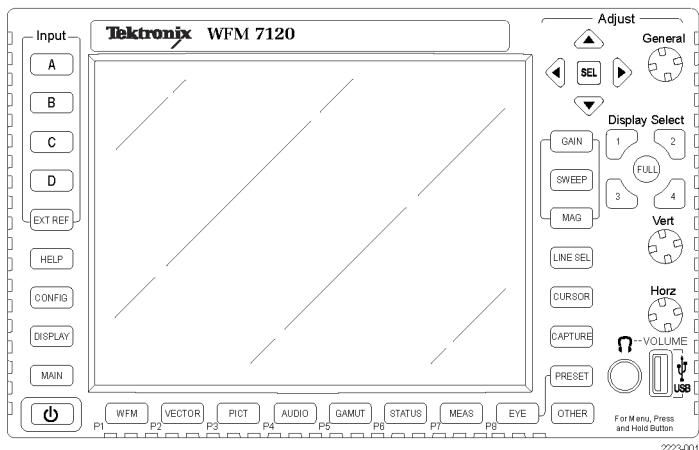 Adjust
Input
Tektronix WFM 7120
General
A
SEL
B
Display Select
C
GAIN
1
2
FULL
D
SWEEP
3
4
EXT REF
MAG
Vert
HELP
LINE SEL
CONFIG
CURSOR
Horz
DISPLAY
CAPTURE
VOLUME
MAIN
PRESET
USB
WFM
VECTOR
PICT
AUDIO
GAMUT
STATUS
MEAS
EYE
OTHER
For Menu, Press
and Hold Button
P1
P2
P3
P4
P5
P6
P7
P8
2223-001